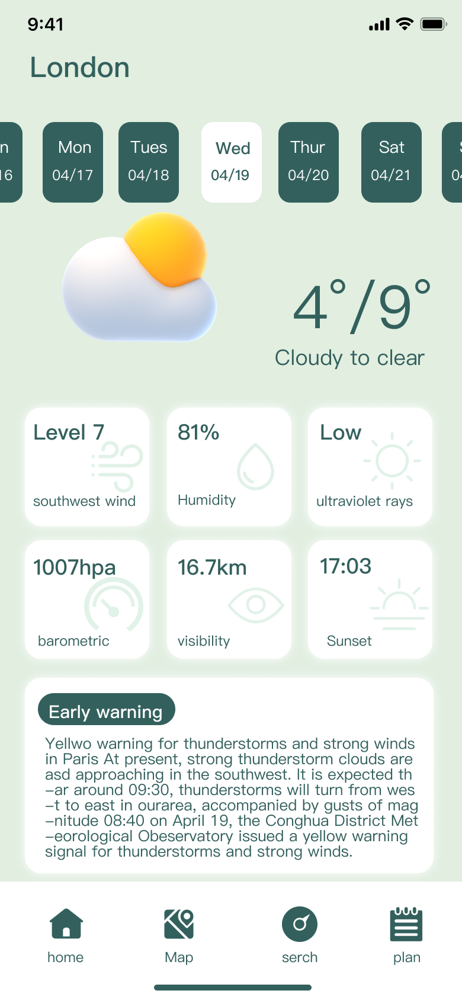 9:41
London
n Mon Tues Wed Thur Sat
16 04/17 04/18 04/19 04/20 04/21 04
4°/9°
Cloudy to clear
Level 7 81% Low
southwest wind Humidity ultraviolet rays
1007hpa 16.7km 17:03
barometric visibility Sunset
Early warning
Yellwo warning for thunderstorms and strong winds
in Paris At present, strong thunderstorm clouds are
asd approaching in the southwest. It is expected th
-ar around 09:30, thunderstorms will turn from wes
-t to east in ourarea, accompanied by gusts of mag
-nitude 08:40 on April 19, the Conghua District Met
-eorological Obeservatory issued a yellow warning
signal for thunderstorms and strong winds.
home Map serch plan